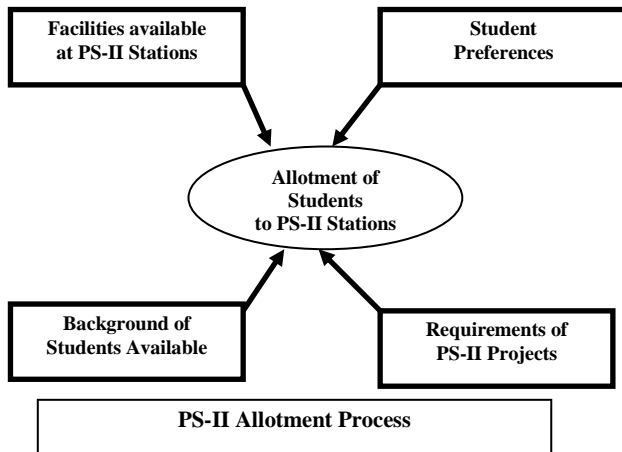 Facilities available
at PS-II Stations
Student
Preferences
Allotment of
Students
to PS-II Stations
Background of
Students Available
Requirements of
PS-II Projects
PS-II Allotment Process